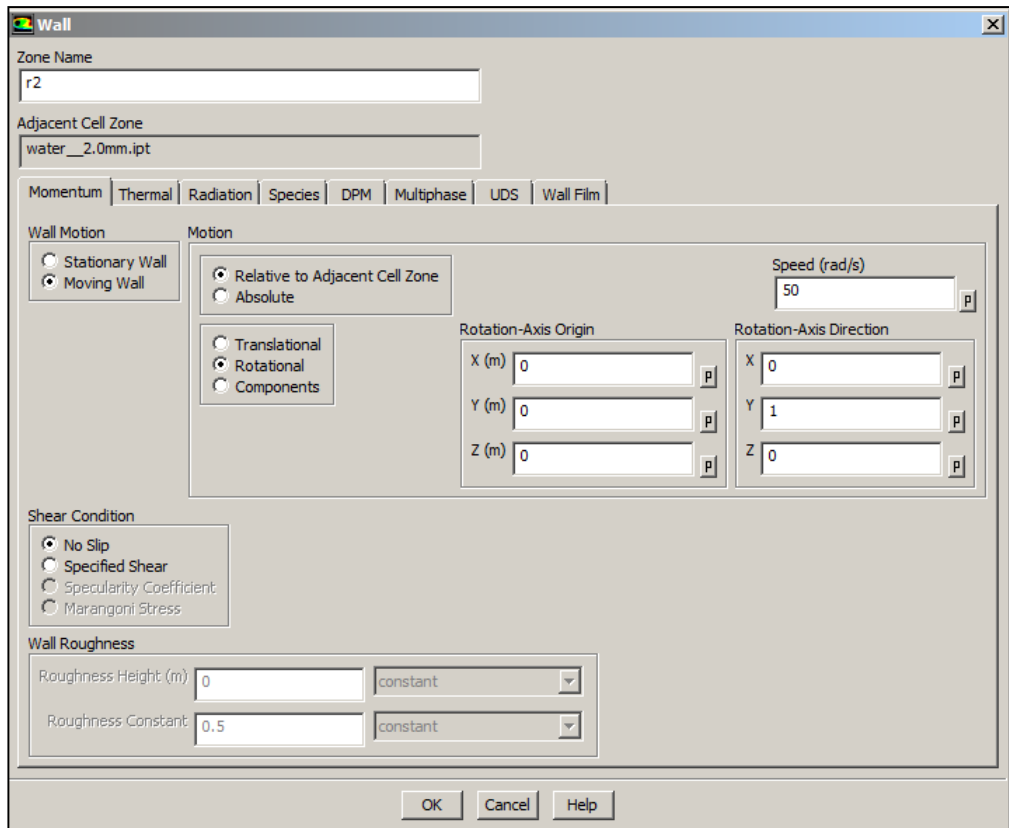 Wall
Zone Name
r2
Adjacent Cell Zone
water__2.0mm.ipt
Momentum Thermal Radiation Species DPM Multiphase UDS Wall Film
Wall Motion
Stationary Wall
Moving Wall
Motion
Relative to Adjacent Cell Zone
Absolute
Speed (rad/s)
50 P
Translational
Rotational
Components
Rotation-Axis Origin
X (m) 0 P
Y (m) 0 P
Z (m) 0 P
Rotation-Axis Direction
X 0 P
Y 1 P
Z 0 P
Shear Condition
No Slip
Specified Shear
Specularity Coefficient
Marangoni Stress
Wall Roughness
Roughness Height (m) 0 constant
Roughness Constant 0.5 constant
OK Cancel Help